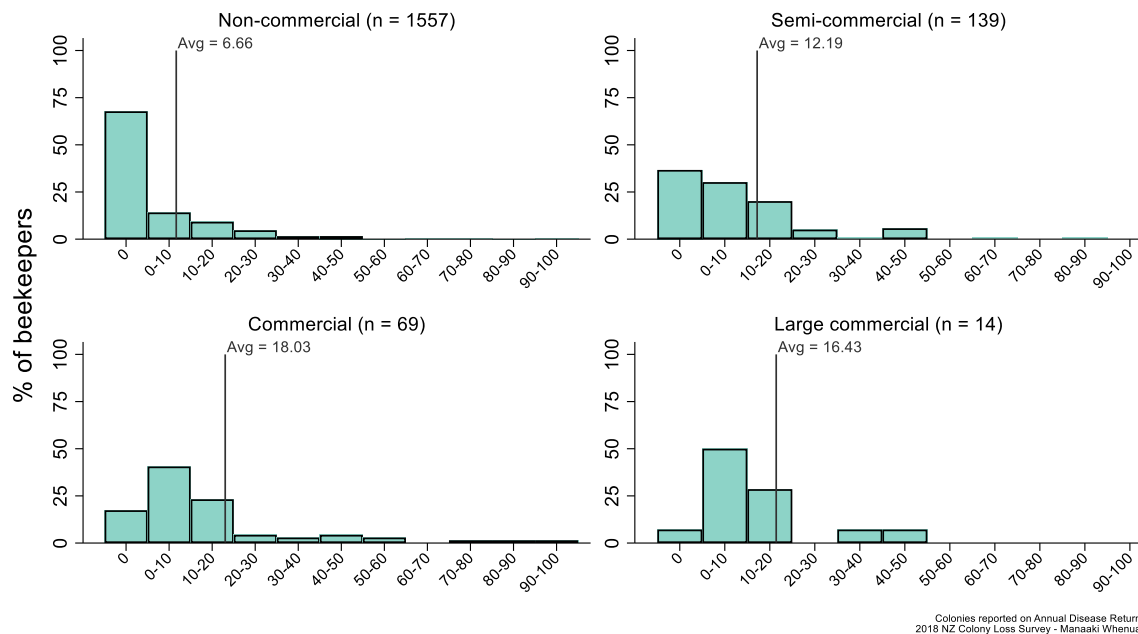 Non-commercial (n = 1557)
Avg = 6.66
100
75
50
25
0
0 0-10 10-20 20-30 30-40 40-50 50-60 60-70 70-80 80-90 90-100
Semi-commercial (n = 139)
Avg = 12.19
100
75
50
25
0
0 0-10 10-20 20-30 30-40 40-50 50-60 60-70 70-80 80-90 90-100
% of beekeepers
Commercial (n = 69)
Avg = 18.03
100
75
50
25
0
0 0-10 10-20 20-30 30-40 40-50 50-60 60-70 70-80 80-90 90-100
Large commercial (n = 14)
Avg = 16.43
100
75
50
25
0
0 0-10 10-20 20-30 30-40 40-50 50-60 60-70 70-80 80-90 90-100
Colonies reported on Annual Disease Return
2018 NZ Colony Loss Survey - Manaaki Whenua